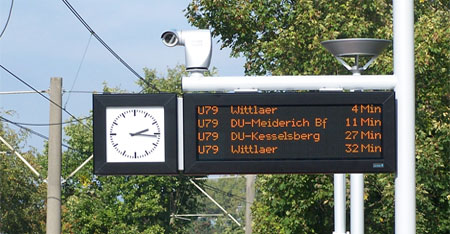 U79 Wittlaer 4 Min
U79 DU-Meiderich Bf 11 Min
U79 DU-Kesselsberg 27 Min
U79 Wittlaer 32 Min